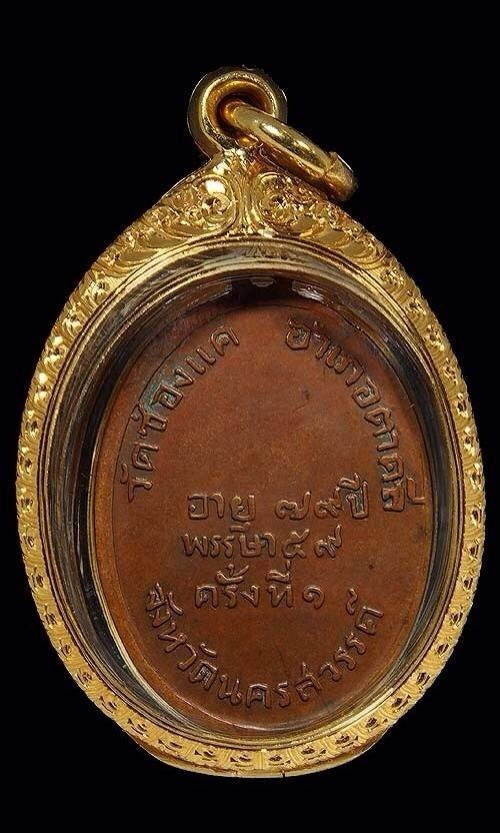 วัดช่องแค อำเภอตาคลี
อายุ ๗๙ ปี
พรรษา ๕๙
ครั้งที่ ๑
จังหวัดนครสวรรค์